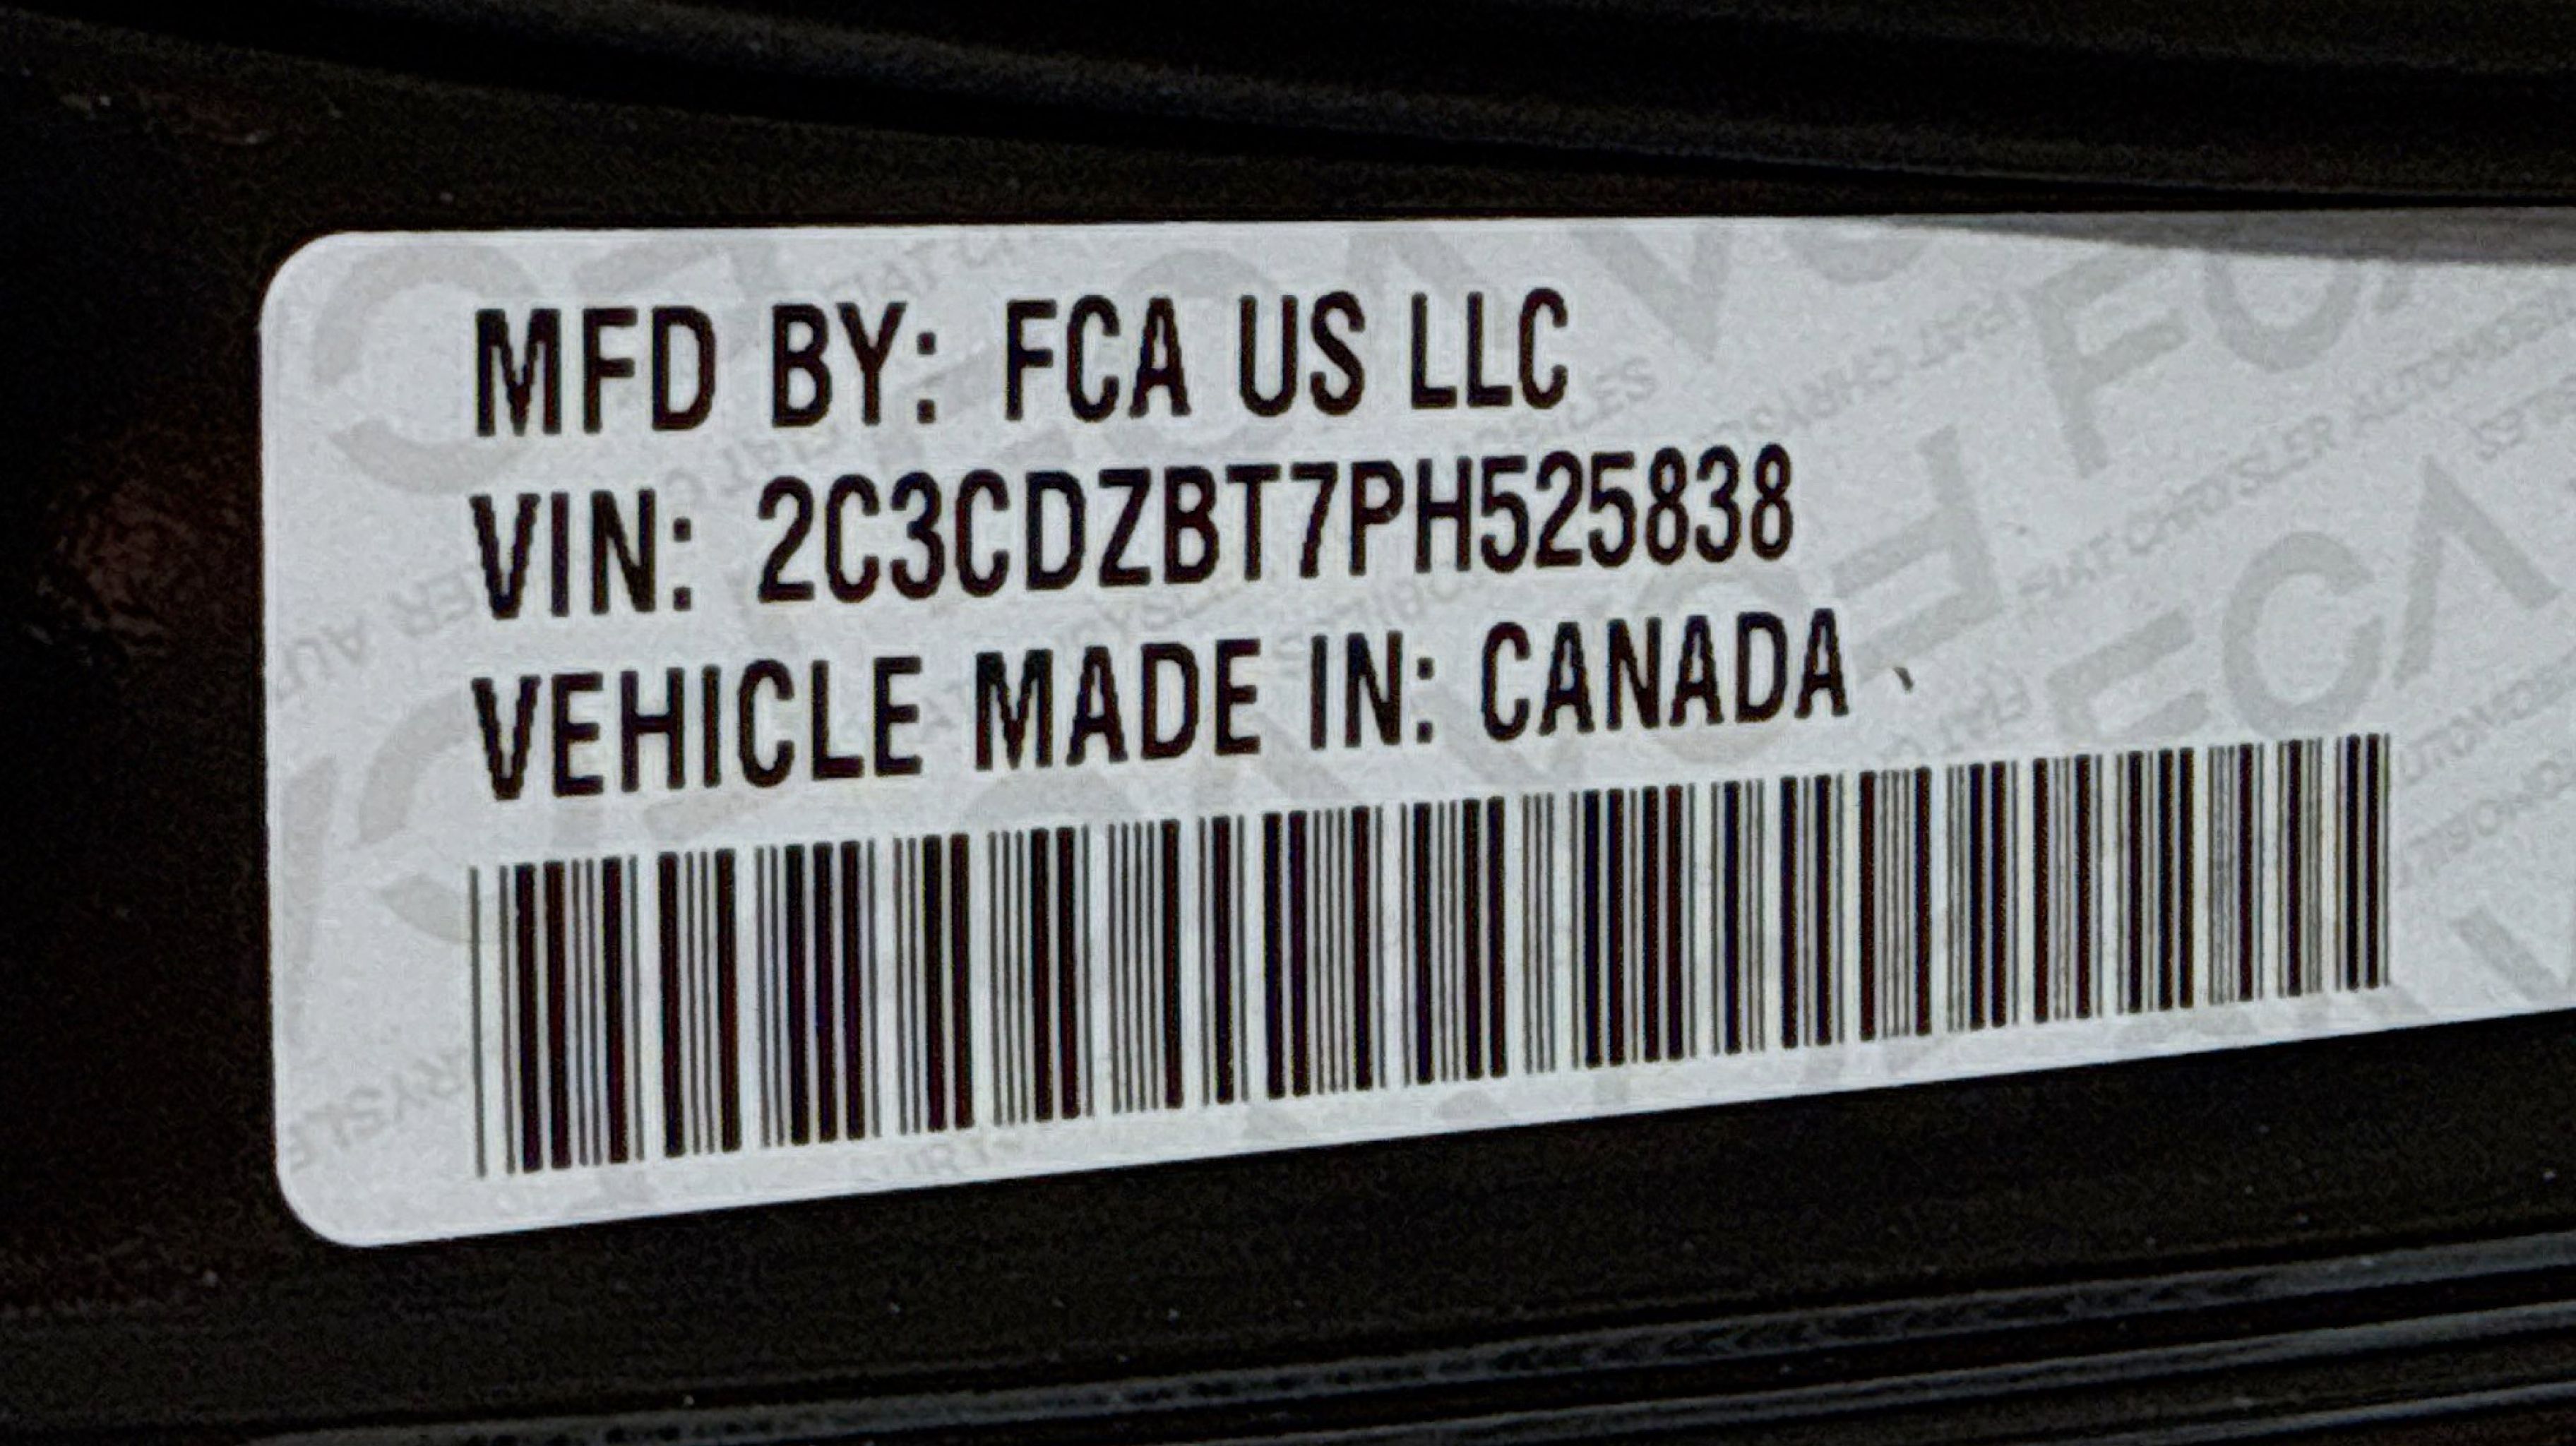 MFD BY: FCA US LLC
VIN: 2C3CDZBT7PH525838
VEHICLE MADE IN: CANADA